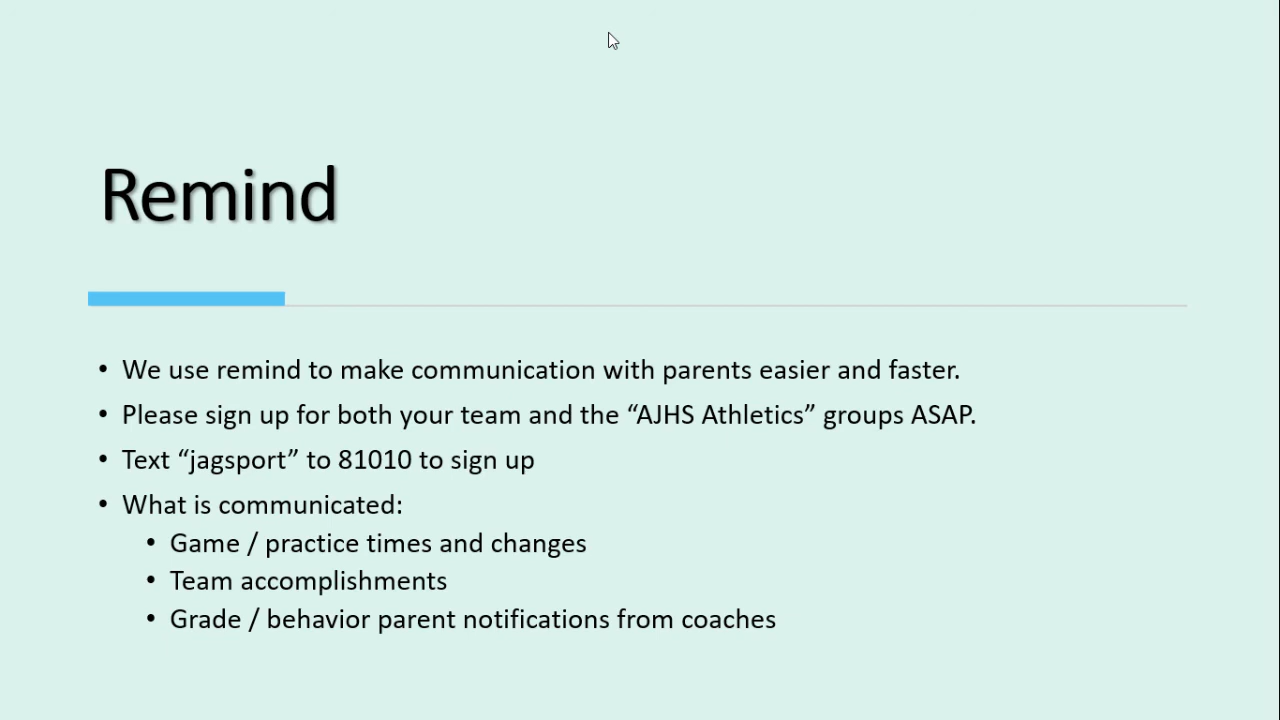 Remind
• We use remind to make communication with parents easier and faster.
• Please sign up for both your team and the “AJHS Athletics” groups ASAP.
• Text “jagsport” to 81010 to sign up
• What is communicated:
• Game / practice times and changes
• Team accomplishments
• Grade / behavior parent notifications from coaches